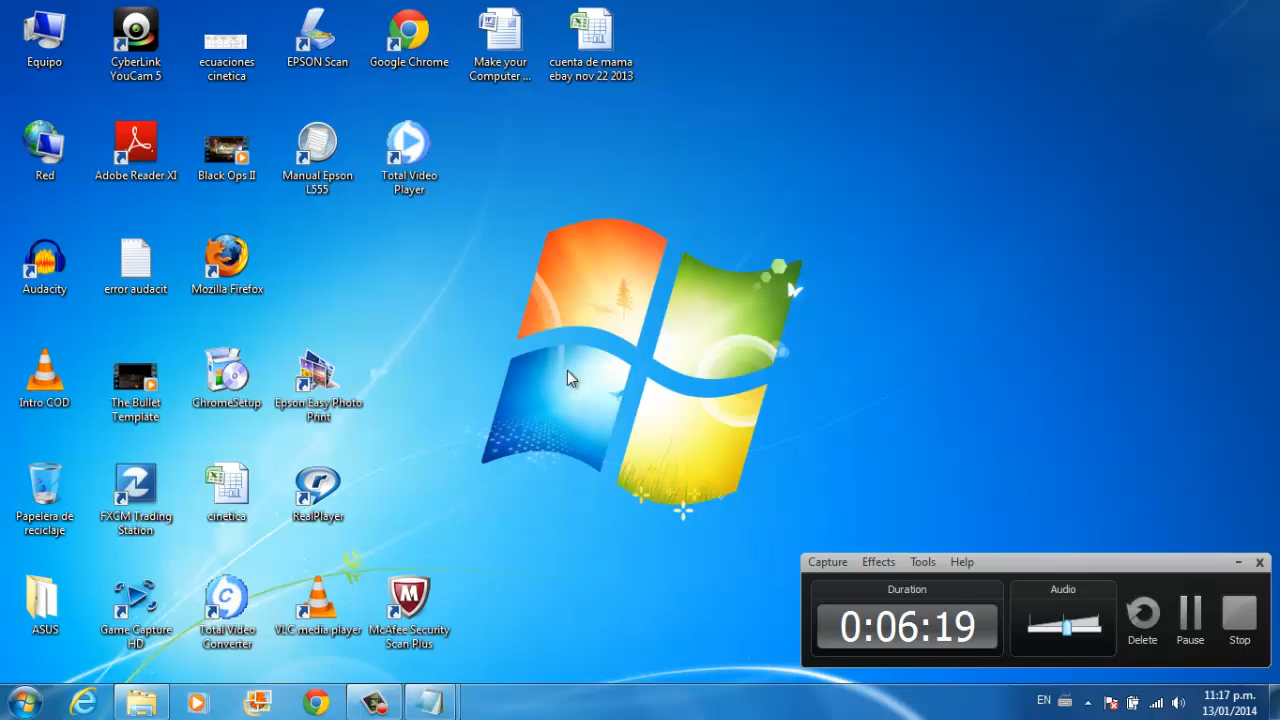 Equipo
CyberLink
YouCam 5
ecuaciones
cinetica
EPSON Scan
Google Chrome
Make your
Computer ...
cuenta de mama
ebay nov 22 2013
Red
Adobe Reader XI
Black Ops II
Manual Epson
L555
Total Video
Player
Audacity
error audacit
Mozilla Firefox
Intro COD
The Bullet
Template
ChromeSetup
Epson Easy Photo
Print
Papelera de
reciclaje
FXCM Trading
Station
cinetica
RealPlayer
ASUS
Game Capture
HD
Total Video
Converter
VLC media player
McAfee Security
Scan Plus
Capture Effects Tools Help
Duration
0:06:19
Audio
Delete
Pause
Stop
EN
11:17 p.m.
13/01/2014